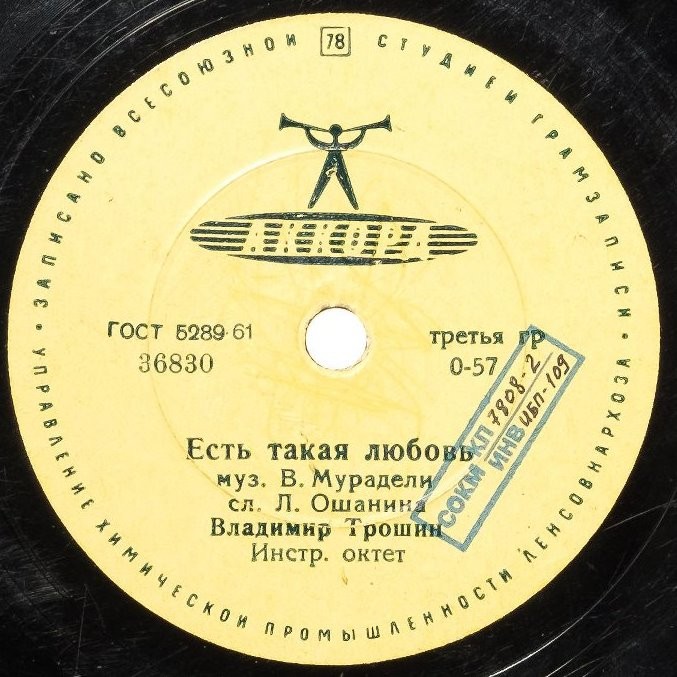 ЗАПИСАНО ВСЕСОЮЗНОЙ 78 СТУДИЕЙ ГРАМЗАПИСИ
АККОРД
ГОСТ 5289-61
36830
третья гр
0-57
Есть такая любовь
муз. В. Мурадели
сл. Л. Ошанина
Владимир Трошин
Инстр. октет
СОКМ КП 7808-2
ИНВ ИБП-109
УПРАВЛЕНИЕ ХИМИЧЕСКОЙ ПРОМЫШЛЕННОСТИ ЛЕНСОВНАРХОЗА